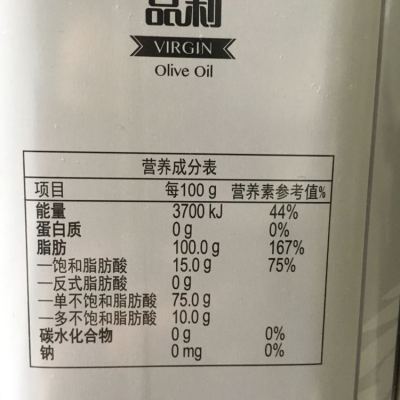 品利
VIRGIN
Olive Oil
营养成分表
项目 每100 g 营养素参考值%
能量 3700 kJ 44%
蛋白质 0 g 0%
脂肪 100.0 g 167%
—饱和脂肪酸 15.0 g 75%
—反式脂肪酸 0 g
—单不饱和脂肪酸 75.0 g
—多不饱和脂肪酸 10.0 g
碳水化合物 0 g 0%
钠 0 mg 0%